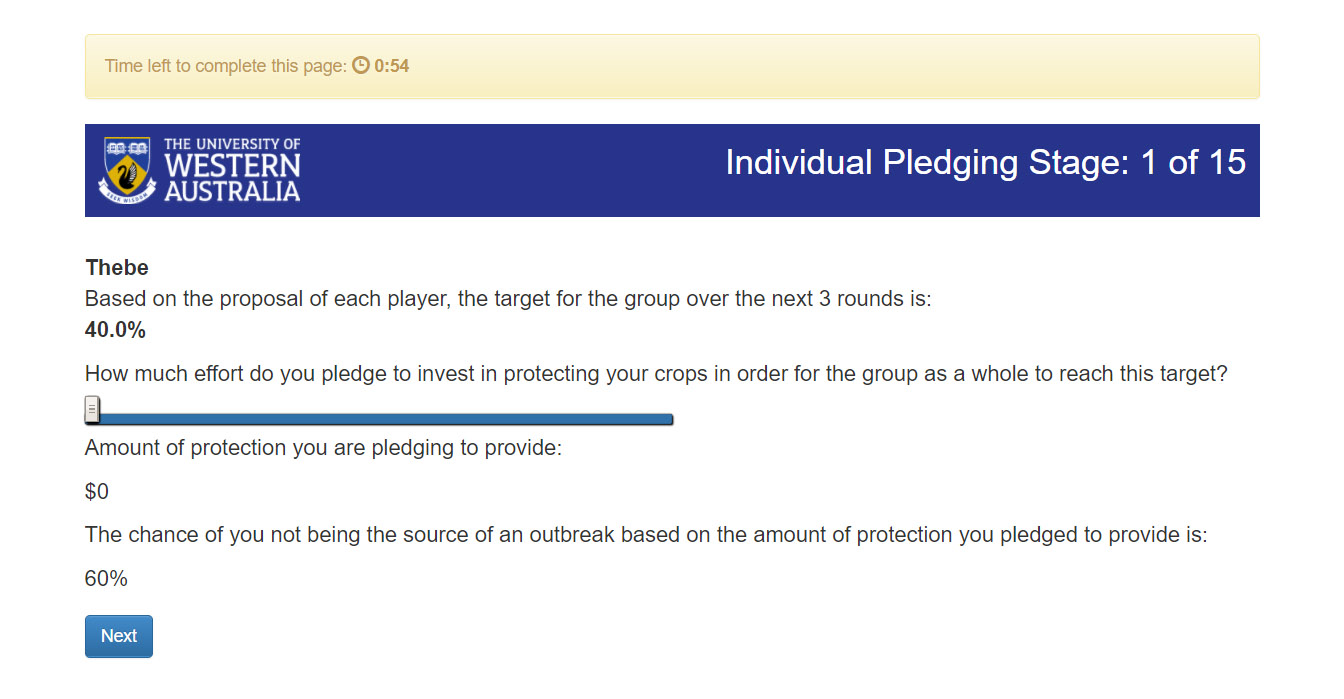 Time left to complete this page: 0:54
THE UNIVERSITY OF
WESTERN
AUSTRALIA
Individual Pledging Stage: 1 of 15
Thebe
Based on the proposal of each player, the target for the group over the next 3 rounds is:
40.0%
How much effort do you pledge to invest in protecting your crops in order for the group as a whole to reach this target?
Amount of protection you are pledging to provide:
$0
The chance of you not being the source of an outbreak based on the amount of protection you pledged to provide is:
60%
Next